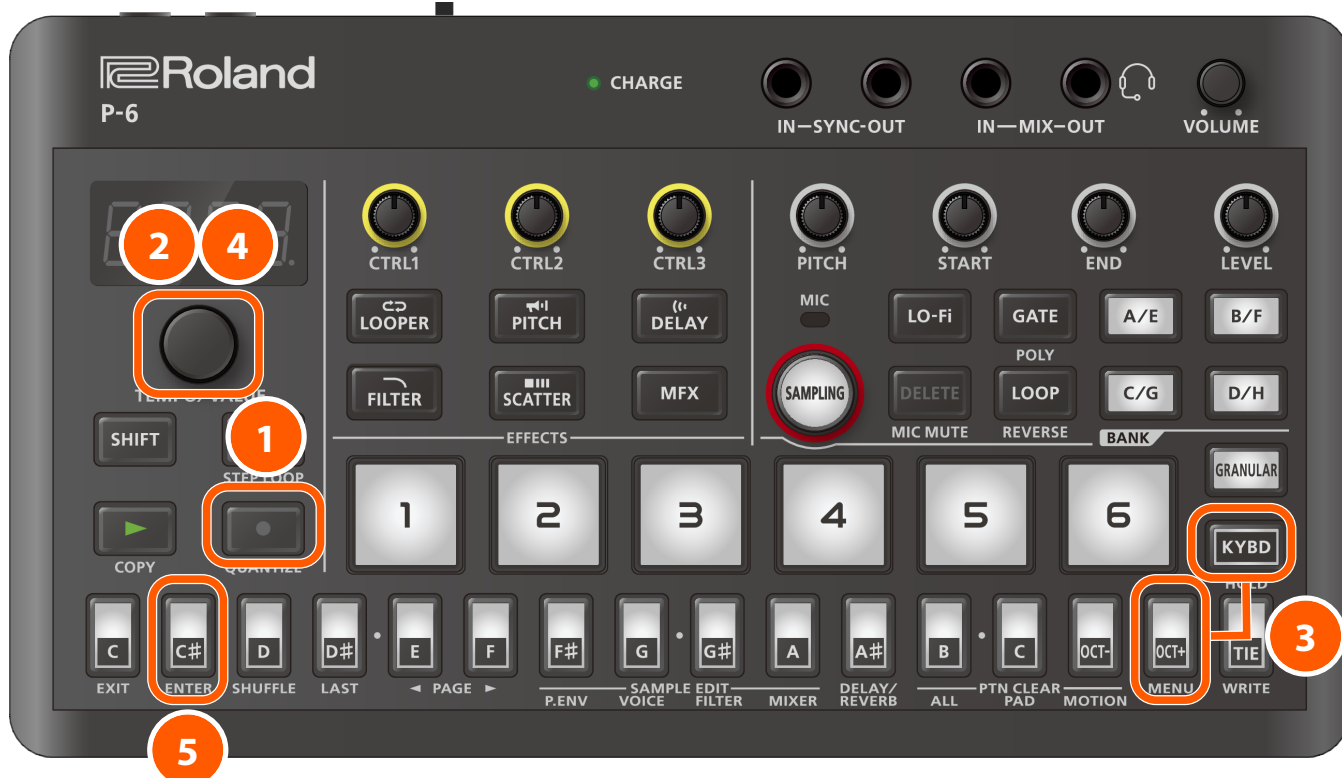 Roland
P-6
CHARGE
IN—SYNC-OUT
IN—MIX—OUT
VOLUME
2
4
CTRL1
CTRL2
CTRL3
PITCH
START
END
LEVEL
TEMPO/VALUE
LOOPER
PITCH
DELAY
MIC
LO-Fi
GATE
A/E
B/F
POLY
FILTER
SCATTER
MFX
SAMPLING
DELETE
LOOP
C/G
D/H
MIC MUTE
REVERSE
BANK
SHIFT
1
STEP LOOP
EFFECTS
GRANULAR
1
2
3
4
5
6
KYBD
HOLD
COPY
QUANTIZE
C
C#
D
D#
E
F
F#
G
G#
A
A#
B
C
OCT-
OCT+
TIE
3
EXIT
ENTER
SHUFFLE
LAST
◄ PAGE ►
SAMPLE EDIT
P.ENV
VOICE
FILTER
MIXER
DELAY/
REVERB
PTN CLEAR
ALL
PAD
MOTION
MENU
WRITE
5